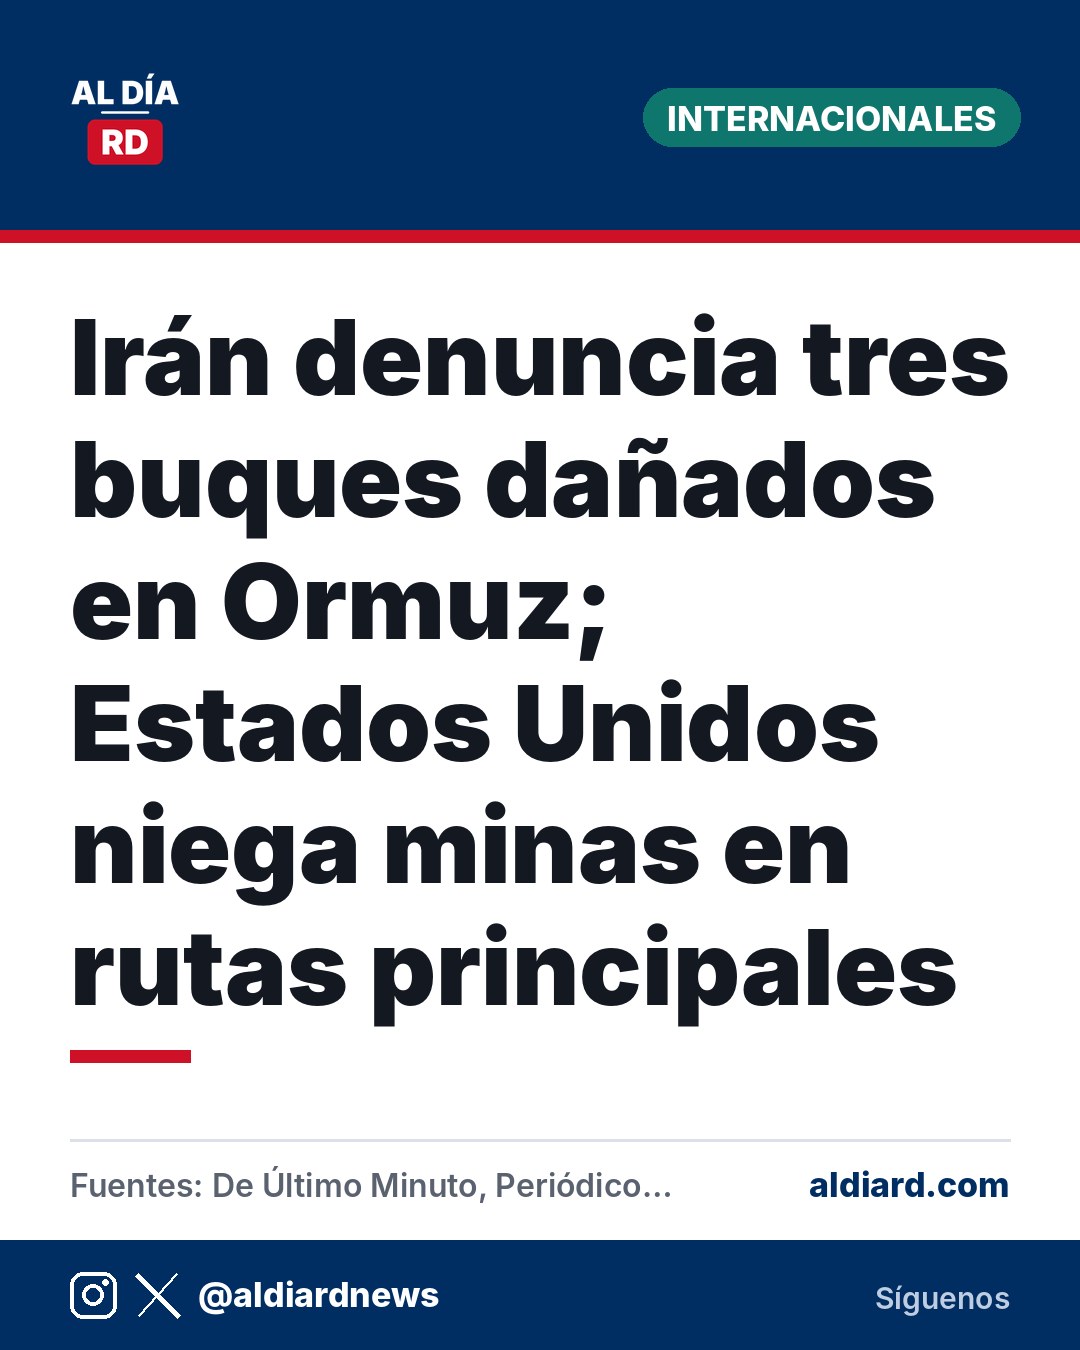 AL DÍA
RD
INTERNACIONALES
Irán denuncia tres
buques dañados
en Ormuz;
Estados Unidos
niega minas en
rutas principales
Fuentes: De Último Minuto, Periódico...
aldiard.com
@aldiardnews
Síguenos